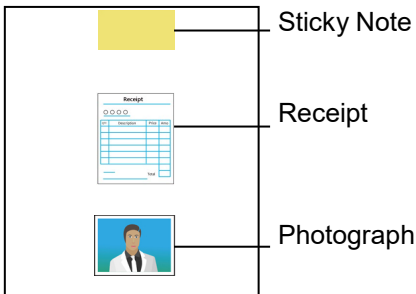 Sticky Note
Receipt
Receipt
Description Price
Total
Photograph